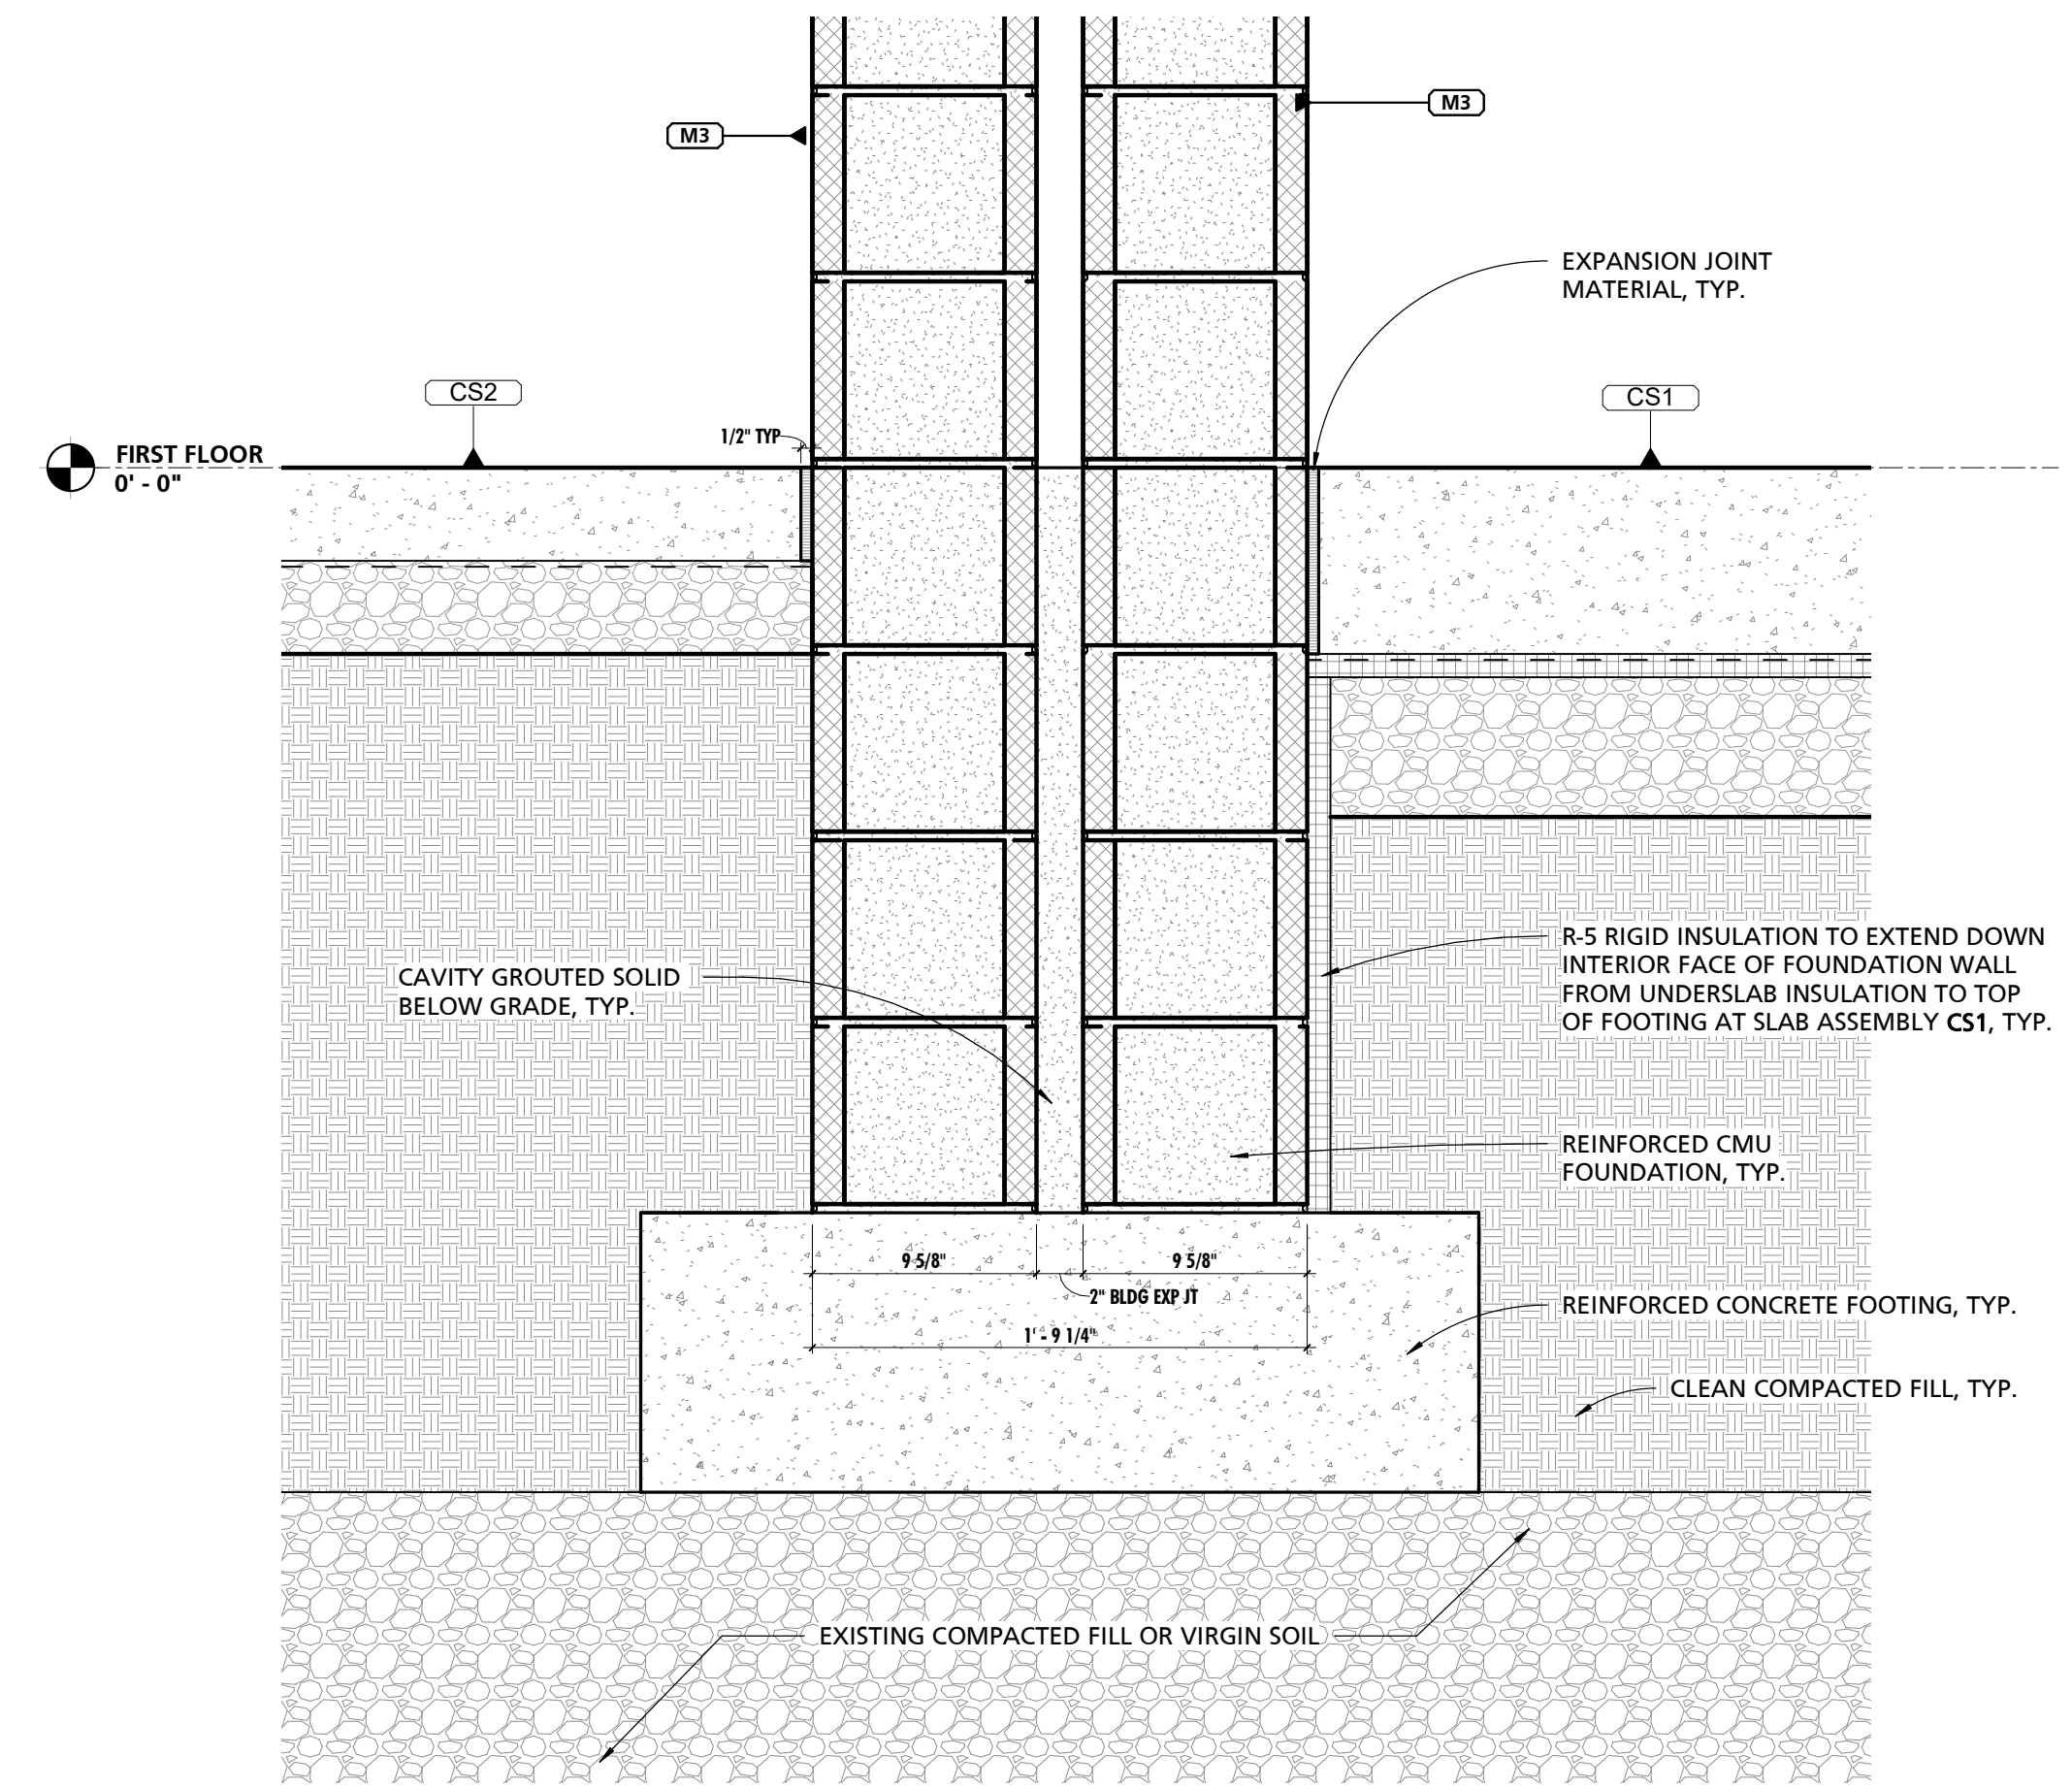 M3
M3
EXPANSION JOINT
MATERIAL, TYP.
CS2
CS1
1/2" TYP
FIRST FLOOR
0' - 0"
R-5 RIGID INSULATION TO EXTEND DOWN
INTERIOR FACE OF FOUNDATION WALL
FROM UNDERSLAB INSULATION TO TOP
OF FOOTING AT SLAB ASSEMBLY CS1, TYP.
CAVITY GROUTED SOLID
BELOW GRADE, TYP.
REINFORCED CMU
FOUNDATION, TYP.
9 5/8"
9 5/8"
2" BLDG EXP JT
1' - 9 1/4"
REINFORCED CONCRETE FOOTING, TYP.
CLEAN COMPACTED FILL, TYP.
EXISTING COMPACTED FILL OR VIRGIN SOIL